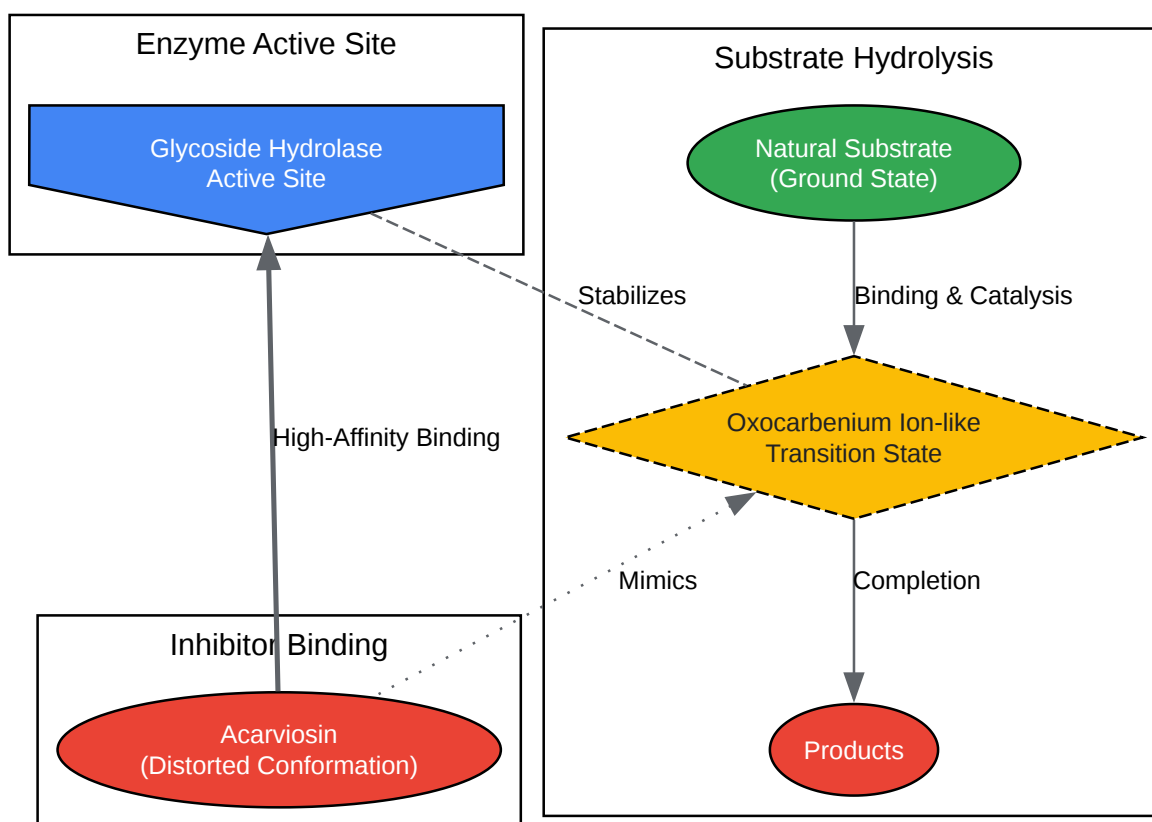 Enzyme Active Site
Glycoside Hydrolase
Active Site
Substrate Hydrolysis
Natural Substrate
(Ground State)
Stabilizes
Binding & Catalysis
Oxocarbenium Ion-like
Transition State
High-Affinity Binding
Mimics
Completion
Inhibitor Binding
Acarviosin
(Distorted Conformation)
Products